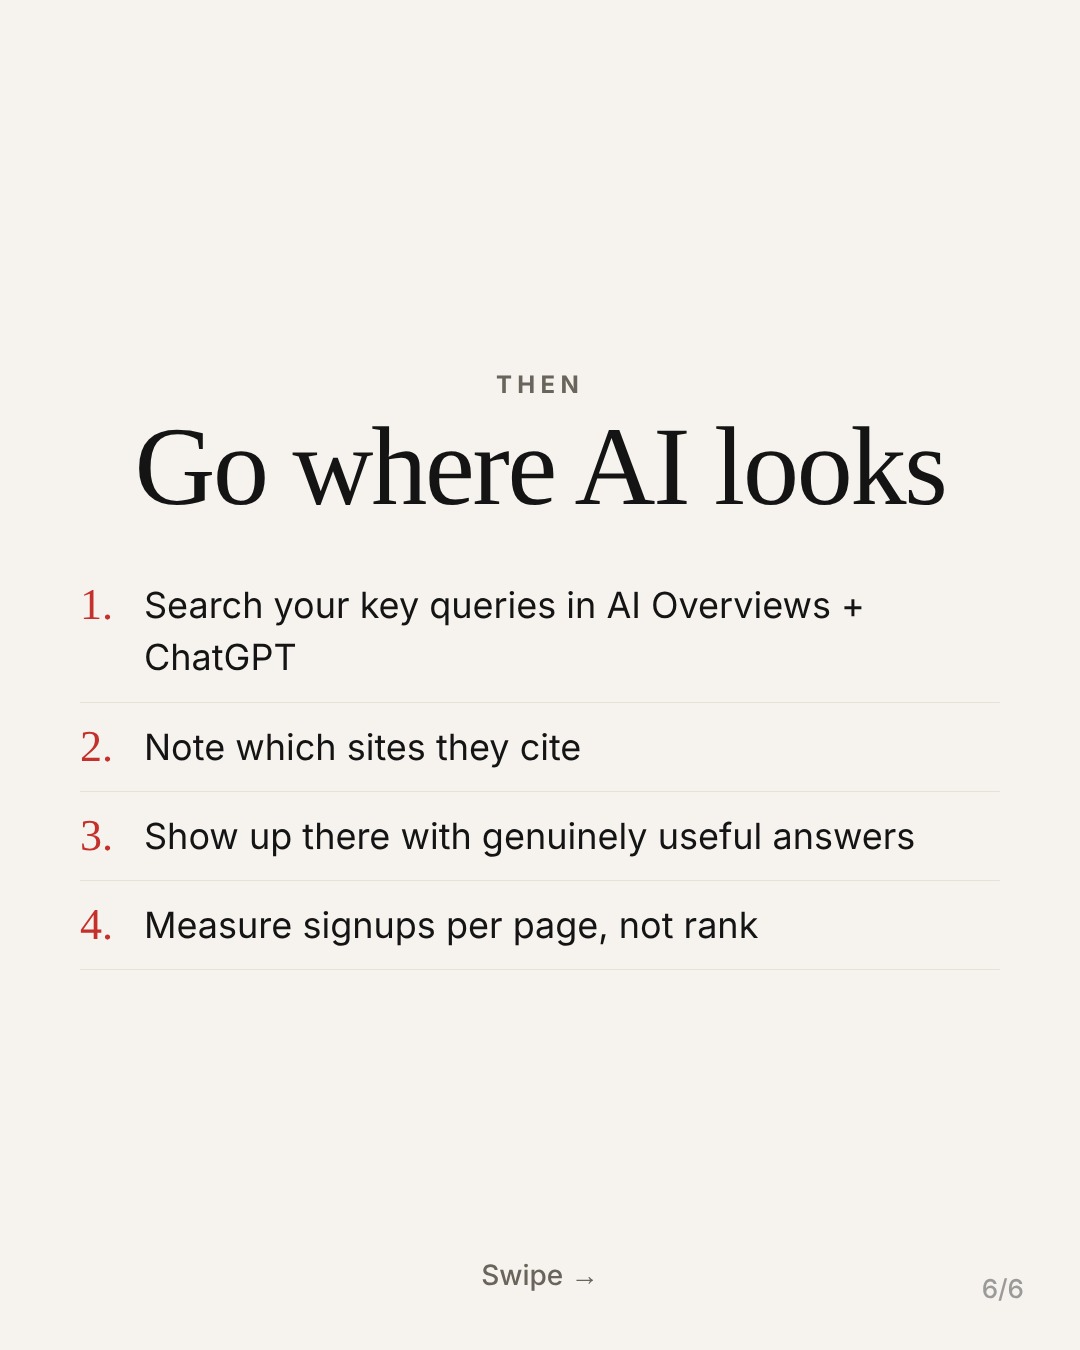 THEN
Go where AI looks
1. Search your key queries in AI Overviews +
ChatGPT
2. Note which sites they cite
3. Show up there with genuinely useful answers
4. Measure signups per page, not rank
Swipe →
6/6